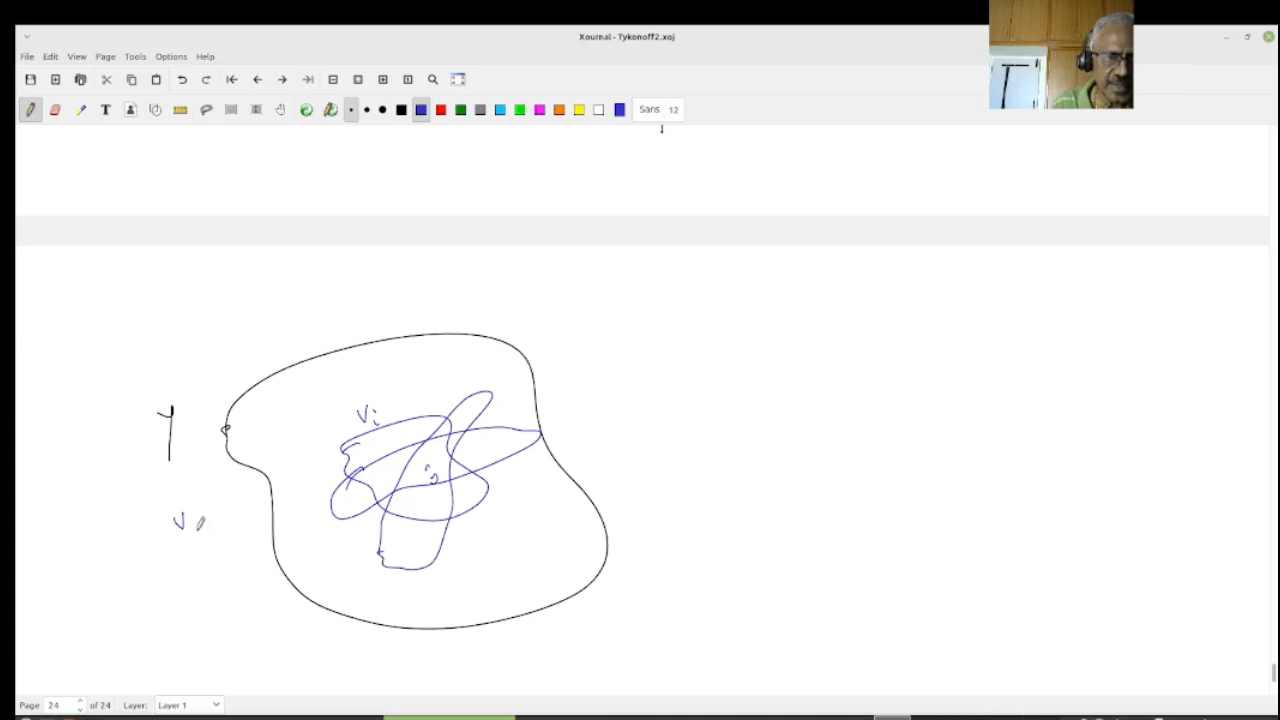 Xournal - Tykonoff2.xoj
File Edit View Page Tools Options Help
Sans 12
Vi
Y
V
Page 24 of 24 Layer: Layer 1